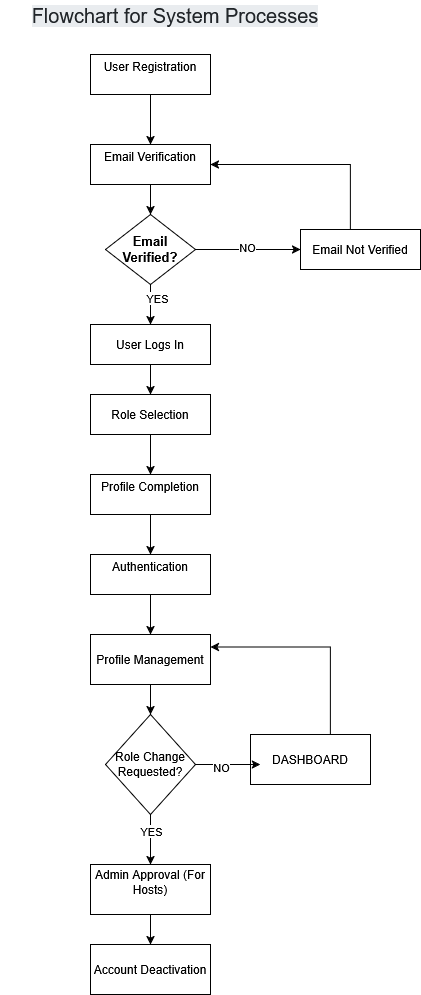 Flowchart for System Processes
User Registration
Email Verification
Email
Verified?
NO
Email Not Verified
YES
User Logs In
Role Selection
Profile Completion
Authentication
Profile Management
Role Change
Requested?
NO
DASHBOARD
YES
Admin Approval (For
Hosts)
Account Deactivation